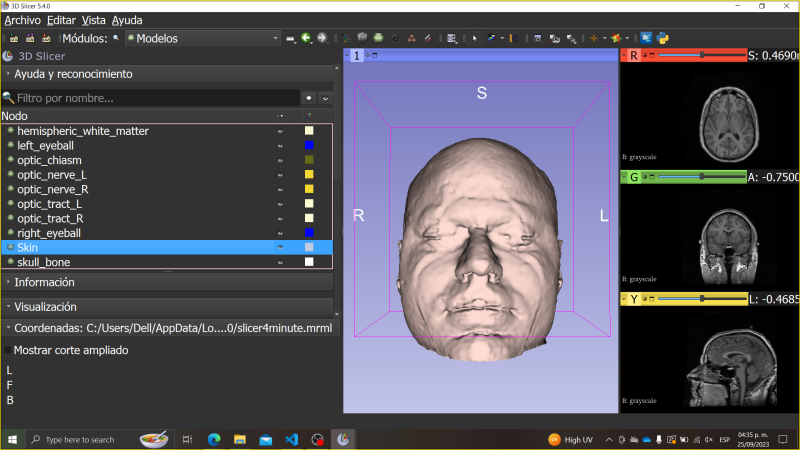 3D Slicer 5.4.0
Archivo Editar Vista Ayuda
Módulos: Modelos
3D Slicer
Ayuda y reconocimiento
Filtro por nombre...
Nodo
hemispheric_white_matter
left_eyeball
optic_chiasm
optic_nerve_L
optic_nerve_R
optic_tract_L
optic_tract_R
right_eyeball
Skin
skull_bone
Información
Visualización
Coordenadas: C:/Users/Dell/AppData/Lo....0/slicer4minute.mrml
Mostrar corte ampliado
L
F
B
1
S
R
L
R S: 0.4690m
B: grayscale
G A: -0.7500
B: grayscale
Y L: -0.4685
B: grayscale
Type here to search
High UV
ESP
04:35 p. m.
25/09/2023